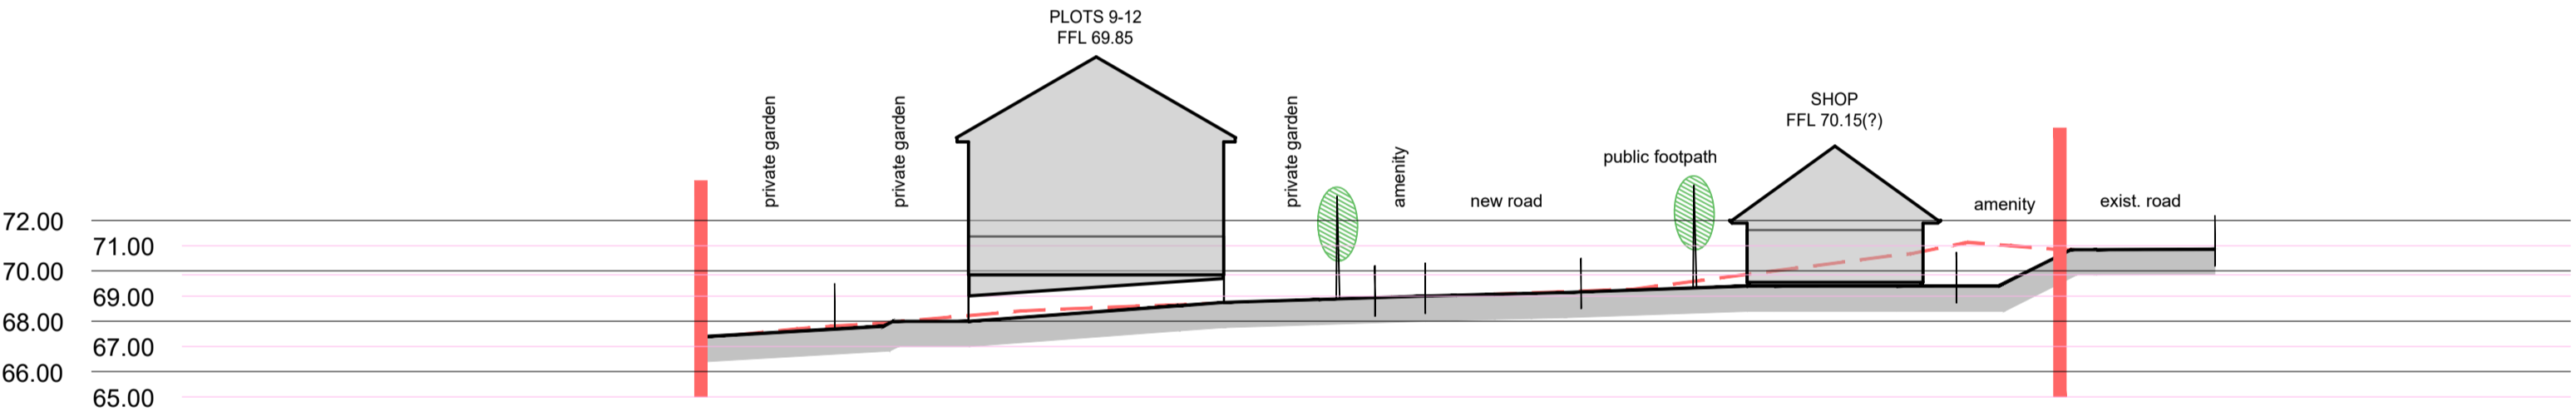 PLOTS 9-12
FFL 69.85
private garden
private garden
private garden
amenity
new road
public footpath
SHOP
FFL 70.15(?)
amenity
exist. road
72.00
71.00
70.00
69.00
68.00
67.00
66.00
65.00